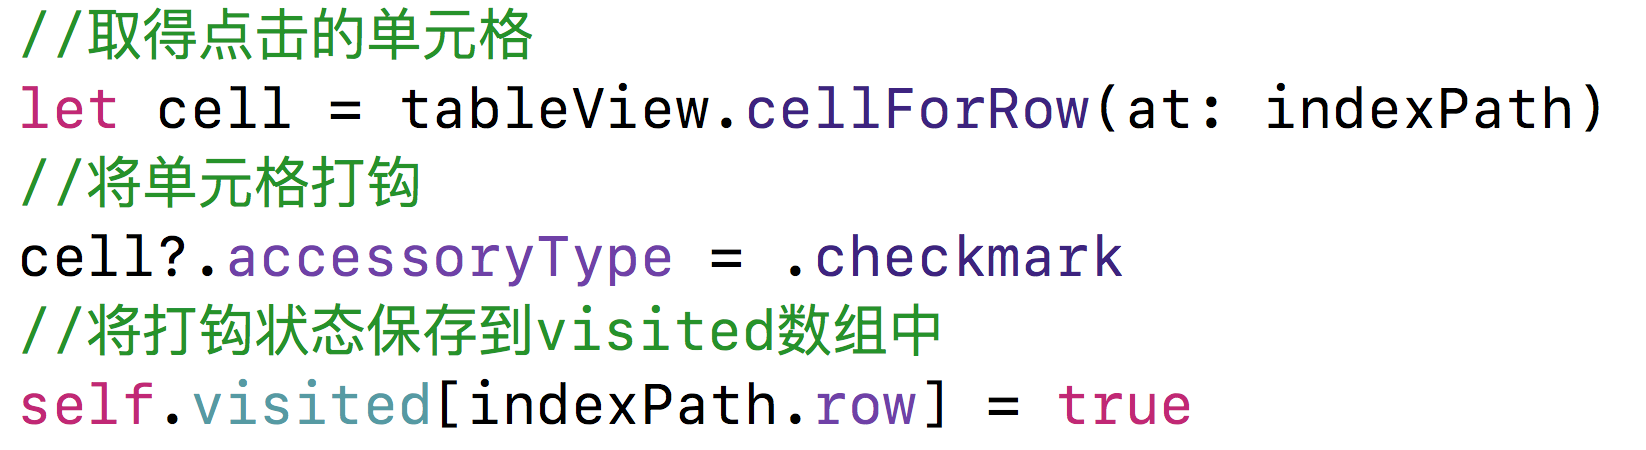 //取得点击的单元格
let cell = tableView.cellForRow(at: indexPath)
//将单元格打钩
cell?.accessoryType = .checkmark
//将打钩状态保存到visited数组中
self.visited[indexPath.row] = true